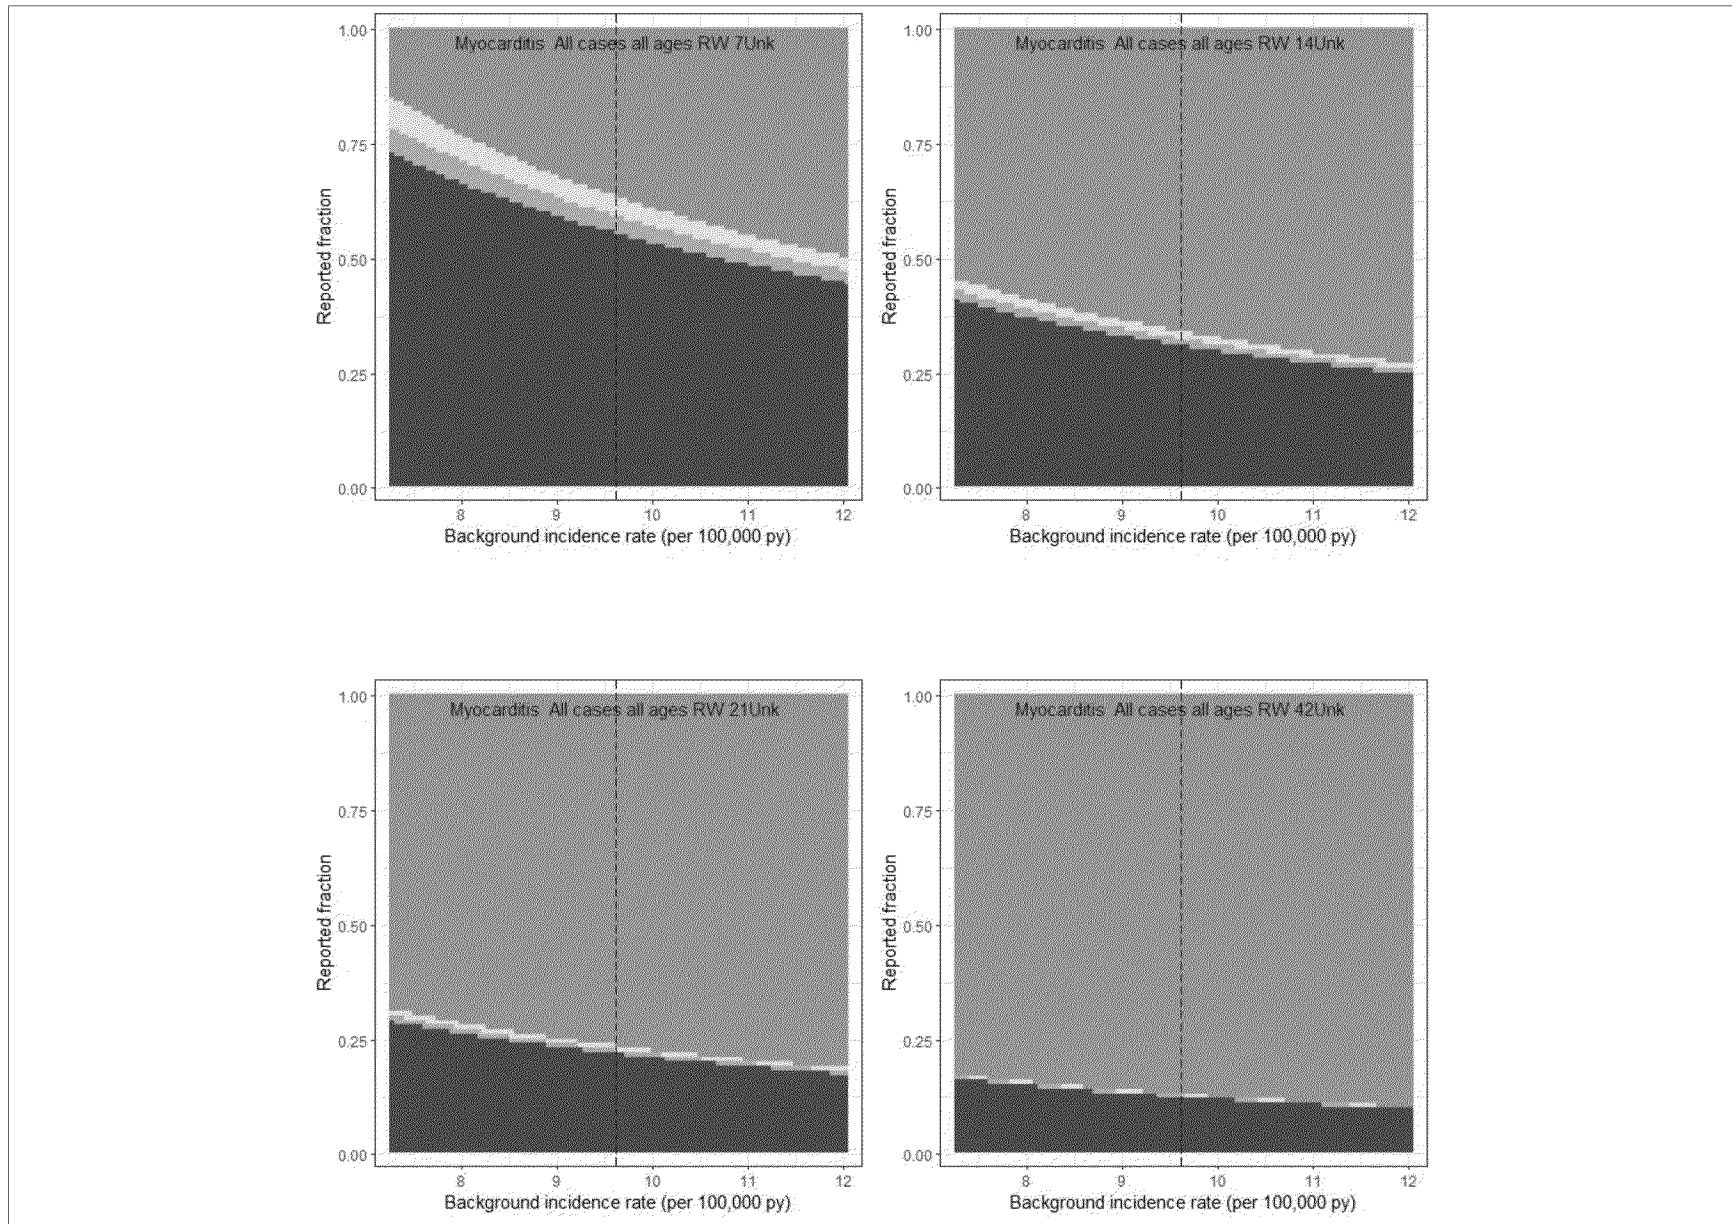 Myocarditis All cases all ages RW 7Unk
1.00
0.75
0.50
0.25
0.00
Reported fraction
8 9 10 11 12
Background incidence rate (per 100,000 py)
Myocarditis All cases all ages RW 14Unk
1.00
0.75
0.50
0.25
0.00
Reported fraction
8 9 10 11 12
Background incidence rate (per 100,000 py)
Myocarditis All cases all ages RW 21Unk
1.00
0.75
0.50
0.25
0.00
Reported fraction
8 9 10 11 12
Background incidence rate (per 100,000 py)
Myocarditis All cases all ages RW 42Unk
1.00
0.75
0.50
0.25
0.00
Reported fraction
8 9 10 11 12
Background incidence rate (per 100,000 py)